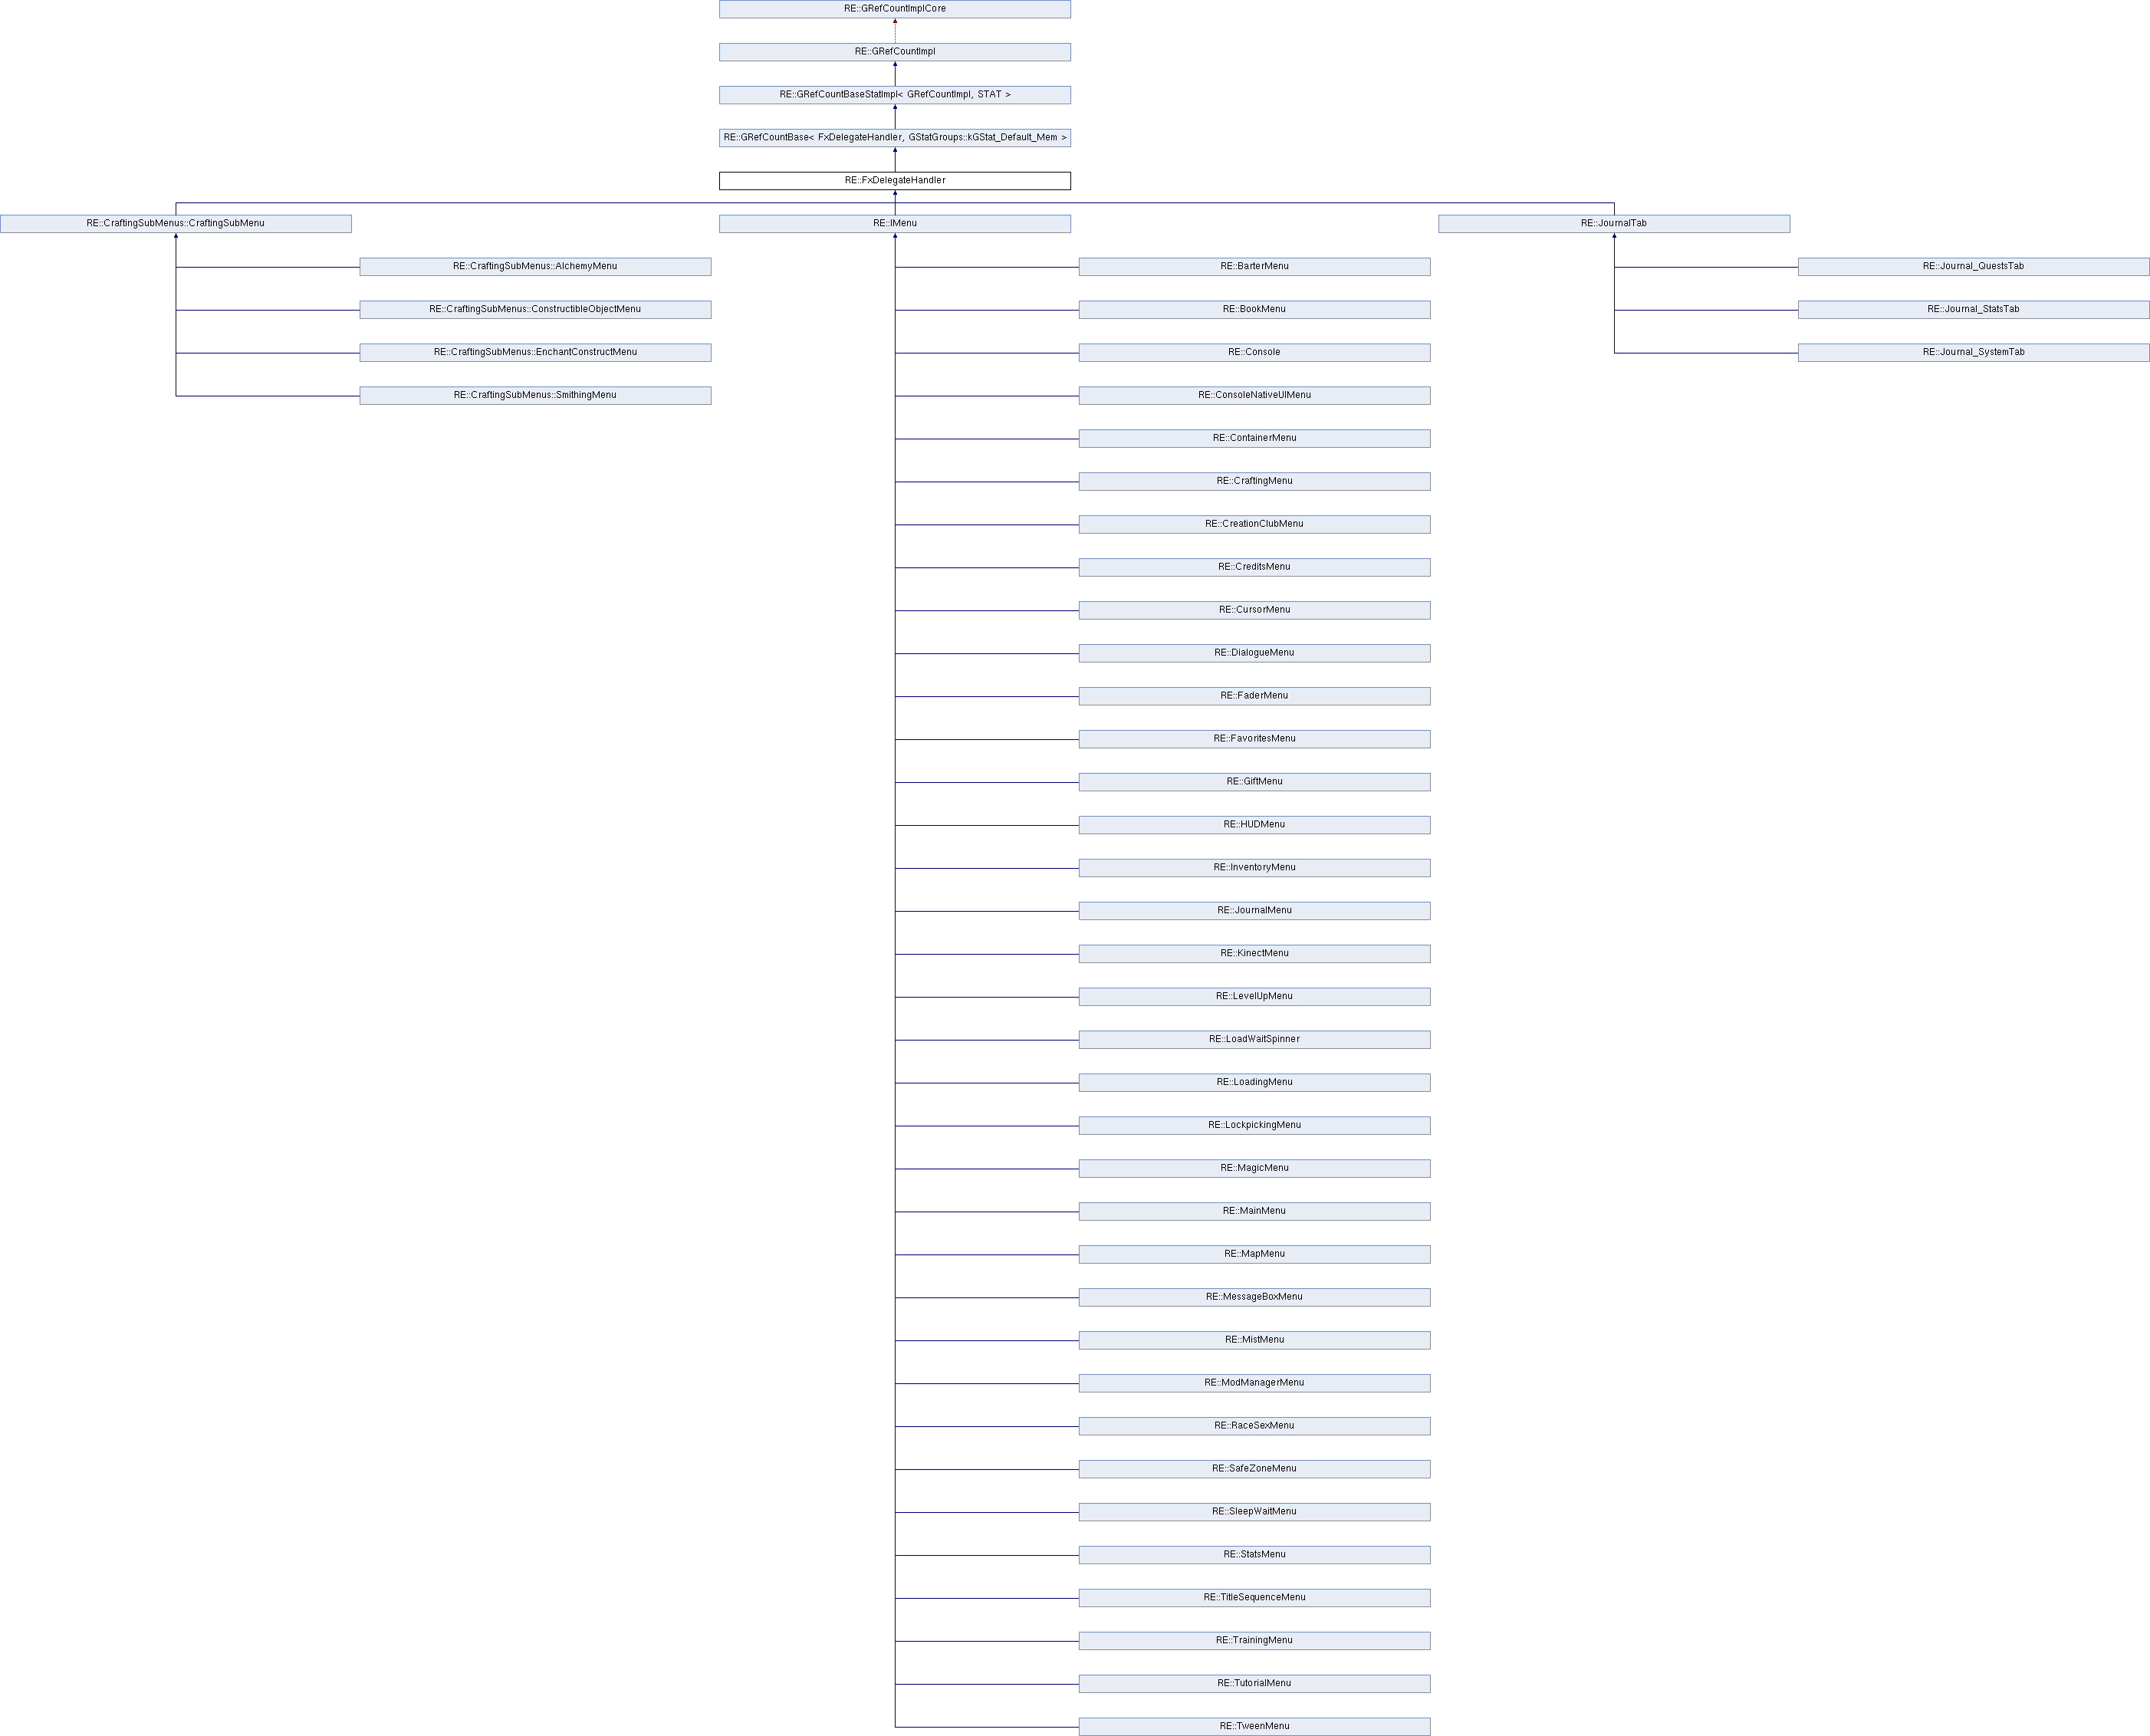 RE::GRefCountImplCore
RE::GRefCountImpl
RE::GRefCountBaseStatImpl< GRefCountImpl, STAT >
RE::GRefCountBase< FxDelegateHandler, GStatGroups::kGStat_Default_Mem >
RE::FxDelegateHandler
RE::CraftingSubMenus::CraftingSubMenu
RE::IMenu
RE::JournalTab
RE::CraftingSubMenus::AlchemyMenu
RE::BarterMenu
RE::Journal_QuestsTab
RE::CraftingSubMenus::ConstructibleObjectMenu
RE::BookMenu
RE::Journal_StatsTab
RE::CraftingSubMenus::EnchantConstructMenu
RE::Console
RE::Journal_SystemTab
RE::CraftingSubMenus::SmithingMenu
RE::ConsoleNativeUIMenu
RE::ContainerMenu
RE::CraftingMenu
RE::CreationClubMenu
RE::CreditsMenu
RE::CursorMenu
RE::DialogueMenu
RE::FaderMenu
RE::FavoritesMenu
RE::GiftMenu
RE::HUDMenu
RE::InventoryMenu
RE::JournalMenu
RE::KinectMenu
RE::LevelUpMenu
RE::LoadWaitSpinner
RE::LoadingMenu
RE::LockpickingMenu
RE::MagicMenu
RE::MainMenu
RE::MapMenu
RE::MessageBoxMenu
RE::MistMenu
RE::ModManagerMenu
RE::RaceSexMenu
RE::SafeZoneMenu
RE::SleepWaitMenu
RE::StatsMenu
RE::TitleSequenceMenu
RE::TrainingMenu
RE::TutorialMenu
RE::TweenMenu